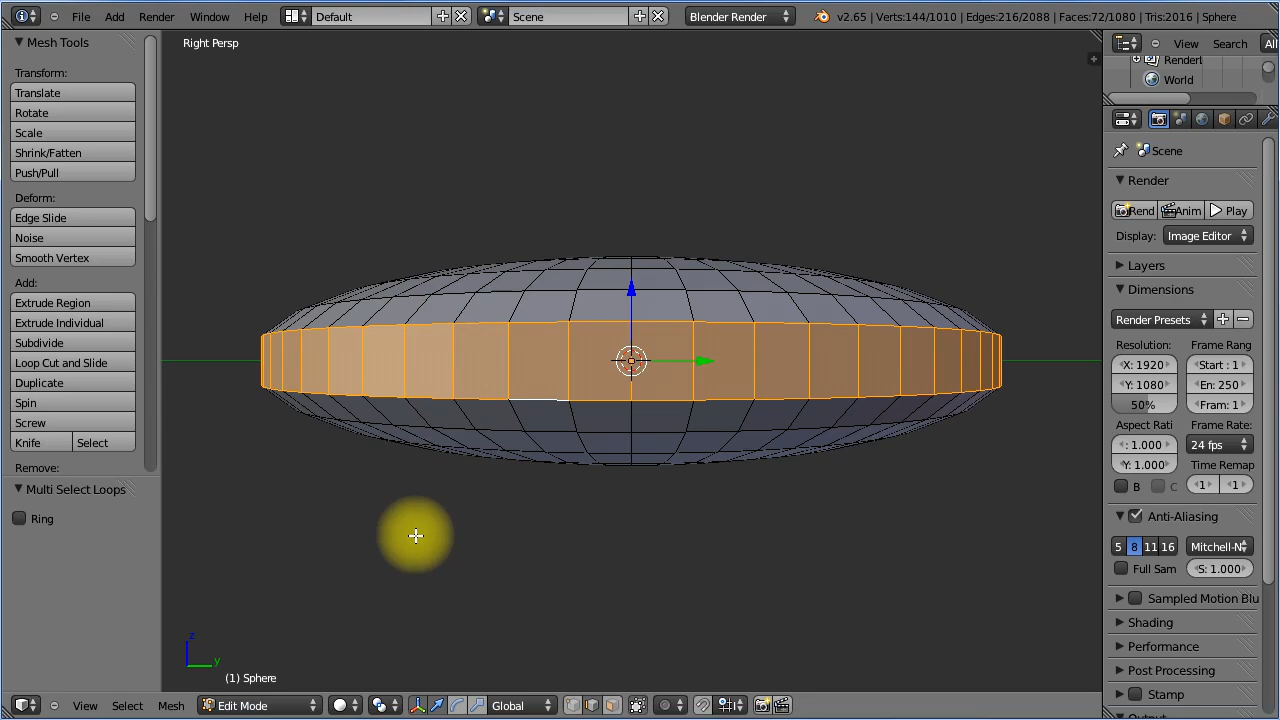 File Add Render Window Help Default Scene Blender Render v2.65 | Verts:144/1010 | Edges:216/2088 | Faces:72/1080 | Tris:2016 | Sphere
Mesh Tools
Transform:
Translate
Rotate
Scale
Shrink/Fatten
Push/Pull
Deform:
Edge Slide
Noise
Smooth Vertex
Add:
Extrude Region
Extrude Individual
Subdivide
Loop Cut and Slide
Duplicate
Spin
Screw
Knife Select
Remove:
Multi Select Loops
Ring
Right Persp
z
y
(1) Sphere
View Select Mesh Edit Mode Global
View Search All
RenderL
World
Scene
Render
Rend Anim Play
Display: Image Editor
Layers
Dimensions
Render Presets
Resolution: Frame Rang
X: 1920 Start : 1
Y: 1080 En: 250
50% Fram: 1
Aspect Rati Frame Rate:
: 1.000 24 fps
Y: 1.000 Time Remap
B C 1 1
Anti-Aliasing
5 8 11 16 Mitchell-N
Full Sam S: 1.000
Sampled Motion Blu
Shading
Performance
Post Processing
Stamp